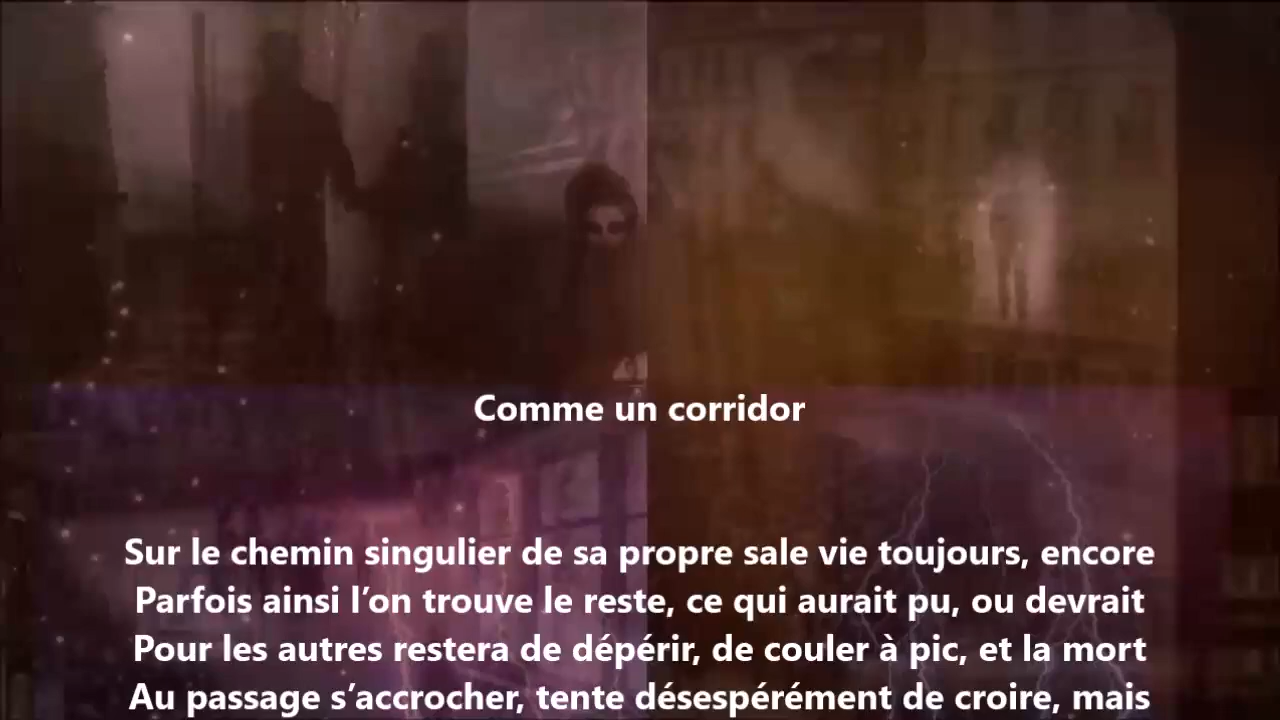 Comme un corridor
Sur le chemin singulier de sa propre sale vie toujours, encore
Parfois ainsi l’on trouve le reste, ce qui aurait pu, ou devrait
Pour les autres restera de dépérir, de couler à pic, et la mort
Au passage s’accrocher, tente désespérément de croire, mais